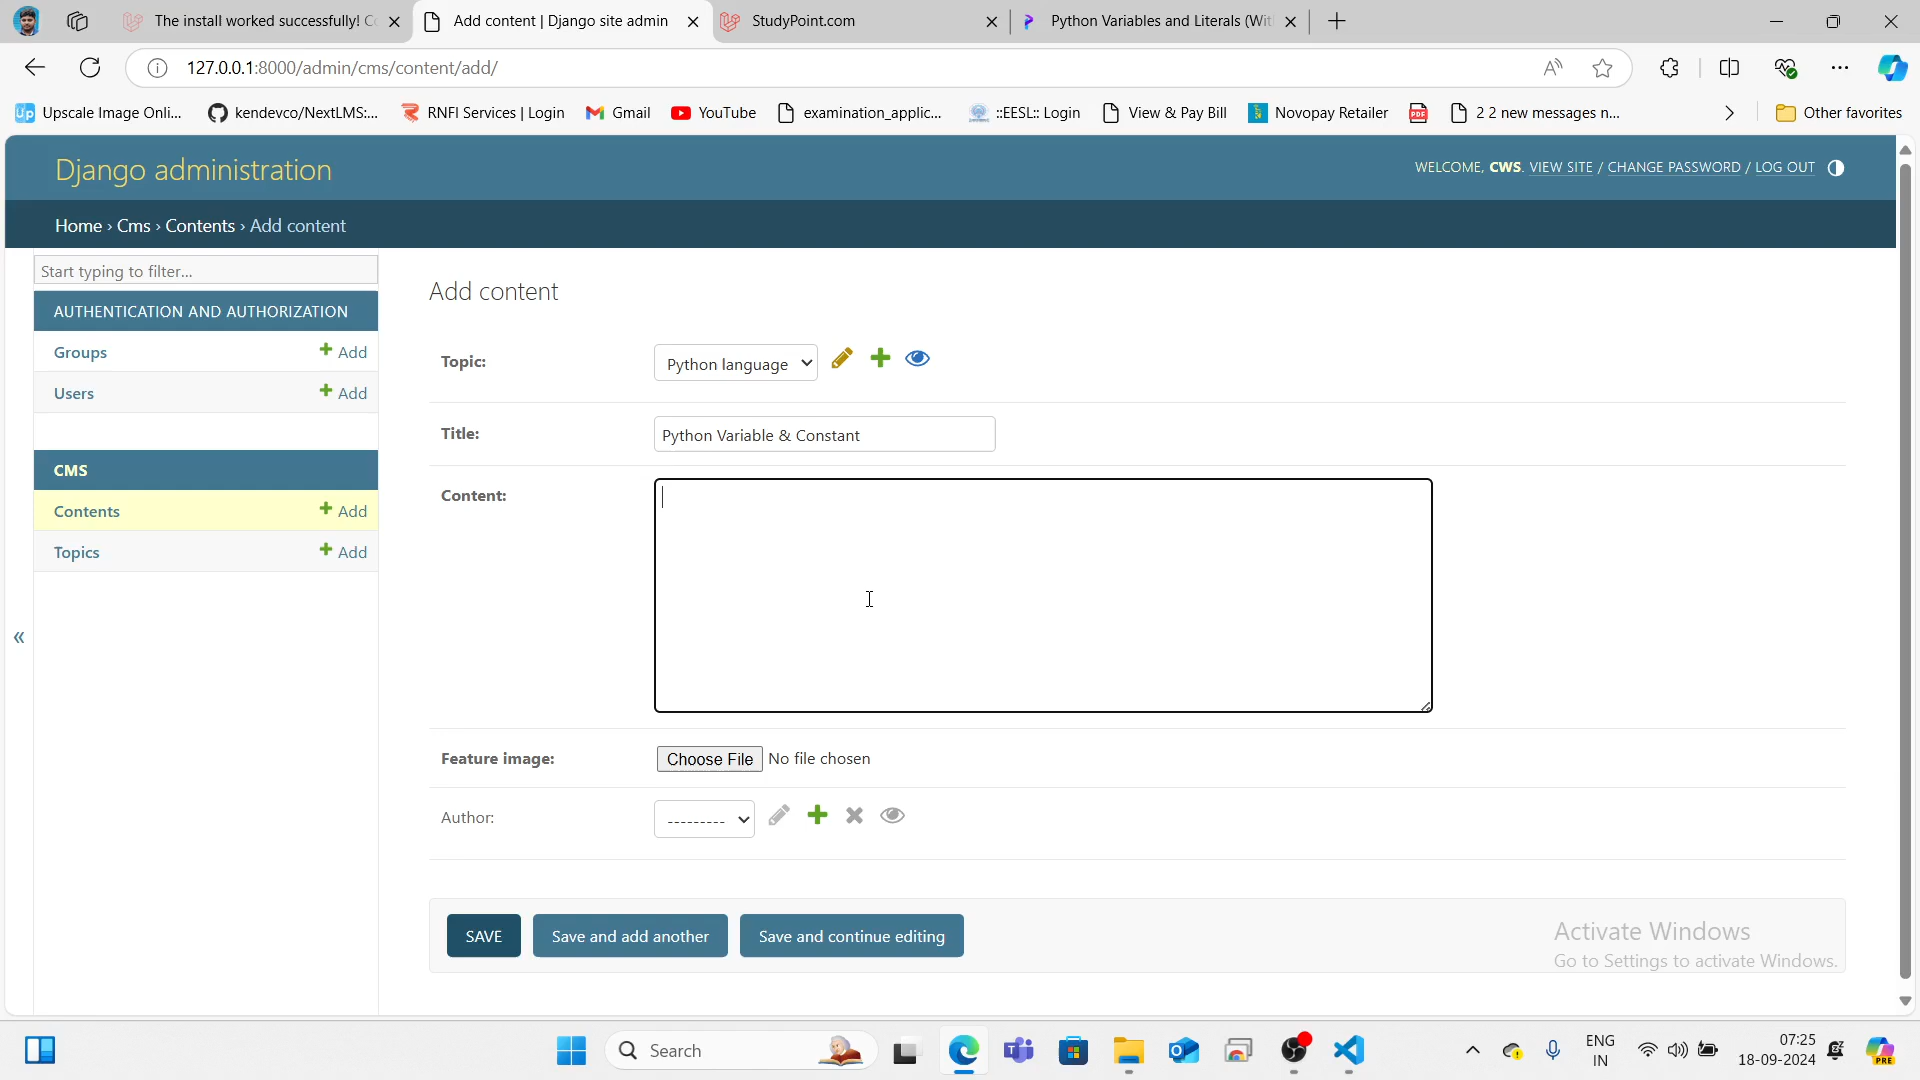 The install worked successfully! Co
Add content | Django site admin
StudyPoint.com
Python Variables and Literals (Wit
127.0.0.1:8000/admin/cms/content/add/
Upscale Image Onli...
kendevco/NextLMS:...
RNFI Services | Login
Gmail
YouTube
examination_applic...
::EESL:: Login
View & Pay Bill
Novopay Retailer
PDF
2 2 new messages n...
Other favorites
Django administration
WELCOME, CWS. VIEW SITE / CHANGE PASSWORD / LOG OUT
Home › Cms › Contents › Add content
Start typing to filter...
AUTHENTICATION AND AUTHORIZATION
Groups
Add
Users
Add
CMS
Contents
Add
Topics
Add
«
Add content
Topic:
Python language
Title:
Python Variable & Constant
Content:
Feature image:
Choose File No file chosen
Author:
---------
SAVE
Save and add another
Save and continue editing
Activate Windows
Go to Settings to activate Windows.
Search
ENG
IN
07:25
18-09-2024
PRE